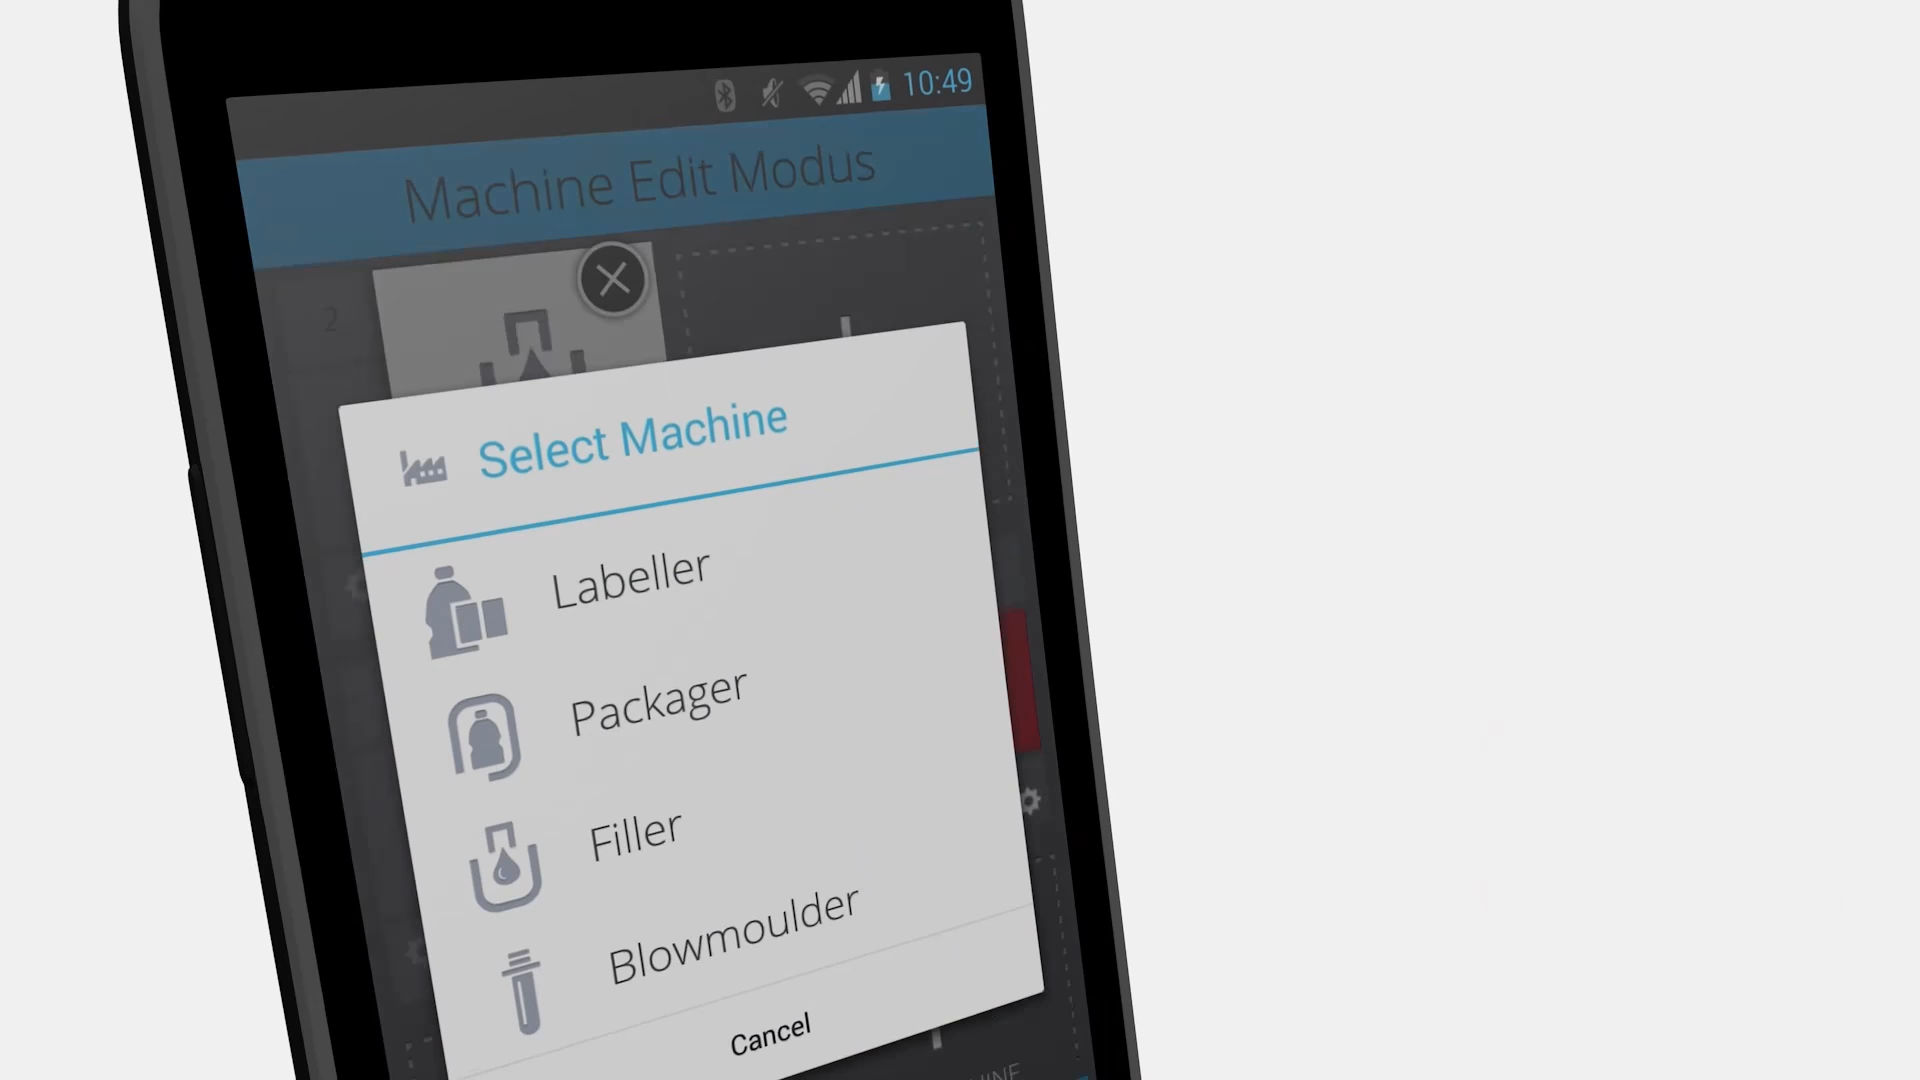 10:49
Machine Edit Modus
2
Select Machine
Labeller
Packager
Filler
Blowmoulder
Cancel